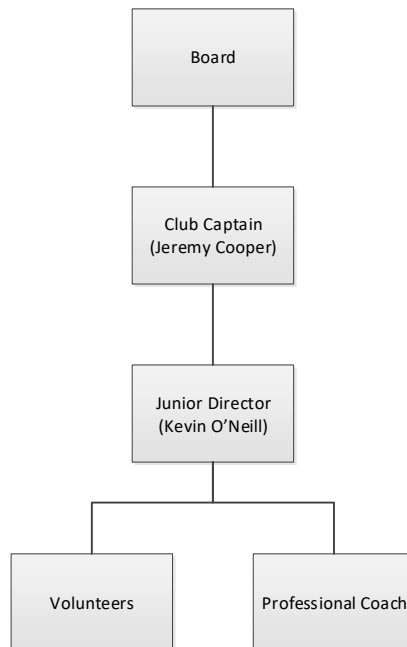 Board
Club Captain
(Jeremy Cooper)
Junior Director
(Kevin O’Neill)
Volunteers
Professional Coach